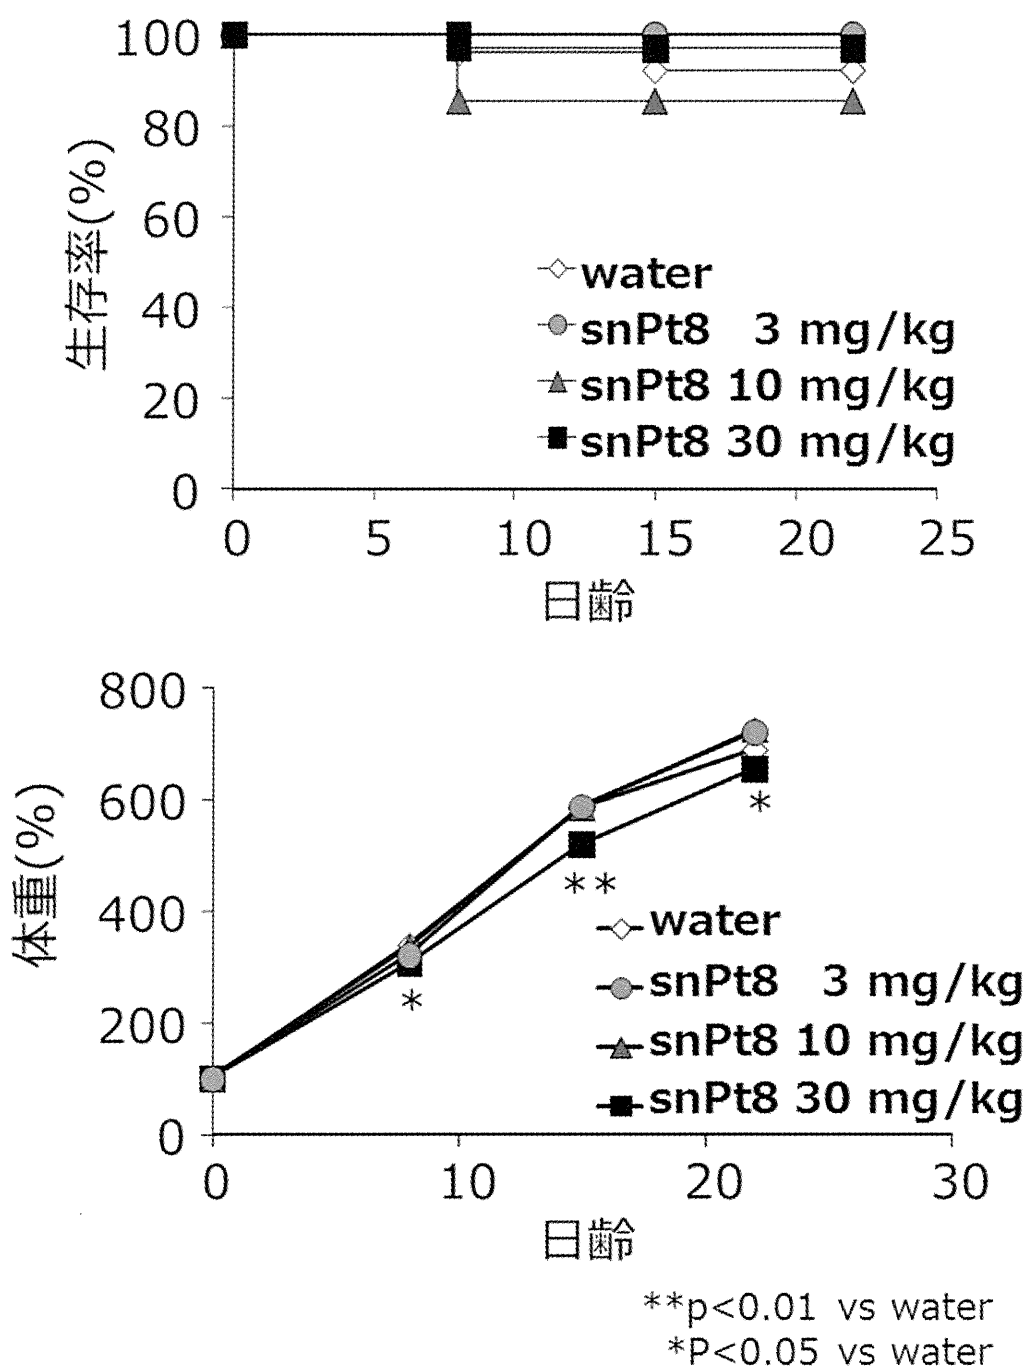 100
80
60
40
20
0
生存率(%)
water
snPt8 3 mg/kg
snPt8 10 mg/kg
snPt8 30 mg/kg
0 5 10 15 20 25
日齢
800
600
400
200
0
体重(%)
*
**
*
water
snPt8 3 mg/kg
snPt8 10 mg/kg
snPt8 30 mg/kg
0 10 20 30
日齢
**p<0.01 vs water
*P<0.05 vs water